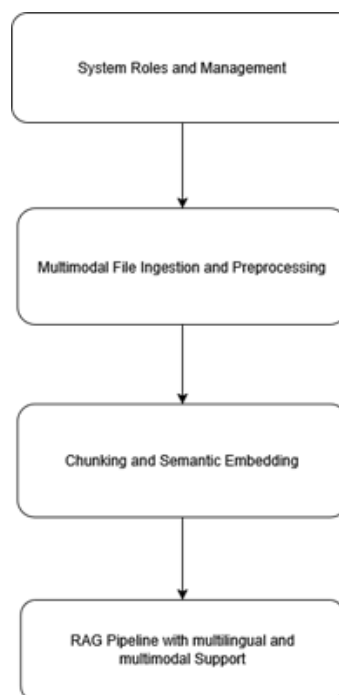 System Roles and Management
Multimodal File Ingestion and Preprocessing
Chunking and Semantic Embedding
RAG Pipeline with multilingual and
multimodal Support